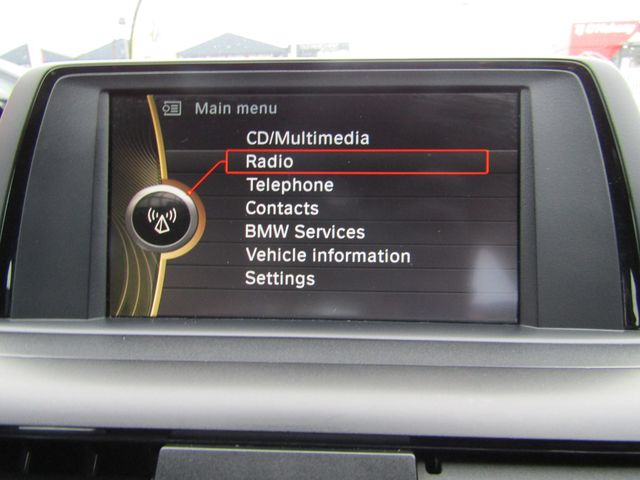 Main menu
CD/Multimedia
Radio
Telephone
Contacts
BMW Services
Vehicle information
Settings